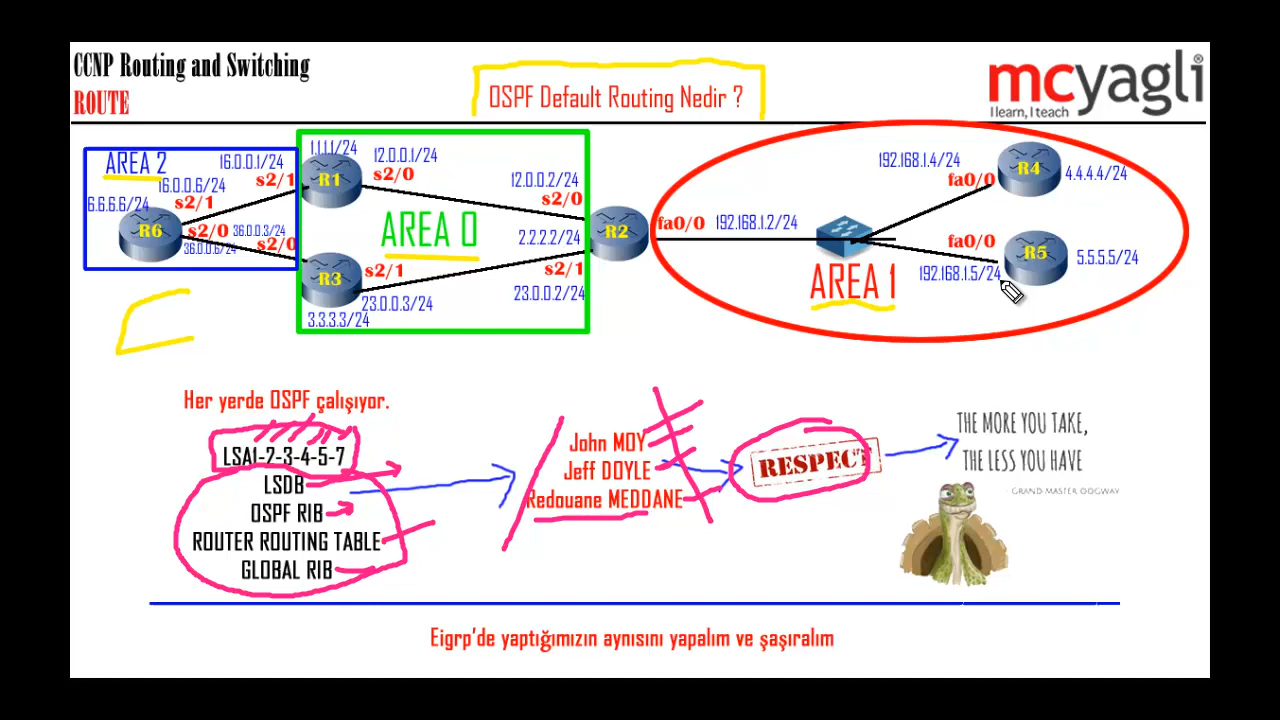 CCNP Routing and Switching
ROUTE
OSPF Default Routing Nedir ?
mcyagli®
I learn, I teach
AREA 2
16.0.0.1/24
s2/1
16.0.0.6/24
s2/1
6.6.6.6/24
R6
s2/0
36.0.0.3/24
36.0.0.6/24
s2/0
1.1.1.1/24
12.0.0.1/24
R1
s2/0
AREA 0
12.0.0.2/24
s2/0
R2
2.2.2.2/24
s2/1
23.0.0.2/24
R3
s2/1
23.0.0.3/24
3.3.3.3/24
fa0/0
192.168.1.2/24
AREA 1
192.168.1.4/24
fa0/0
R4
4.4.4.4/24
fa0/0
R5
192.168.1.5/24
5.5.5.5/24
Her yerde OSPF çalışıyor.
LSA1-2-3-4-5-7
LSDB
OSPF RIB
ROUTER ROUTING TABLE
GLOBAL RIB
John MOY
Jeff DOYLE
Redouane MEDDANE
RESPECT
THE MORE YOU TAKE,
THE LESS YOU HAVE
- GRAND MASTER OOGWAY
Eigrp'de yaptığımızın aynısını yapalım ve şaşıralım